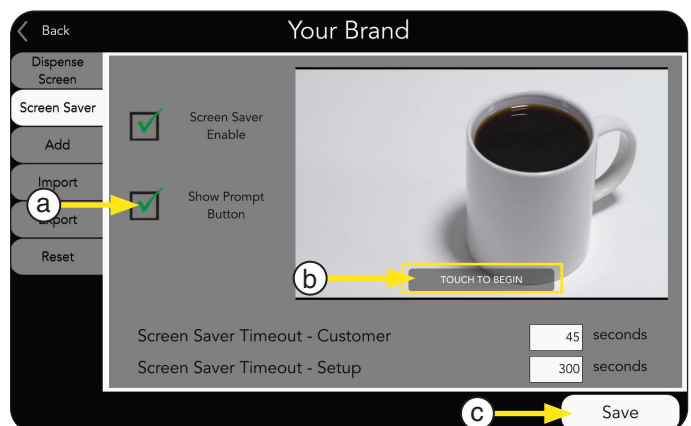 Back
Your Brand
Dispense
Screen
Screen Saver
Add
Import
Export
Reset
Screen Saver
Enable
a
Show Prompt
Button
b
TOUCH TO BEGIN
Screen Saver Timeout - Customer
45 seconds
Screen Saver Timeout - Setup
300 seconds
c
Save